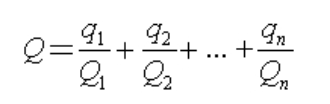 Q = q₁/Q₁ + q₂/Q₂ + ... + qₙ/Qₙ